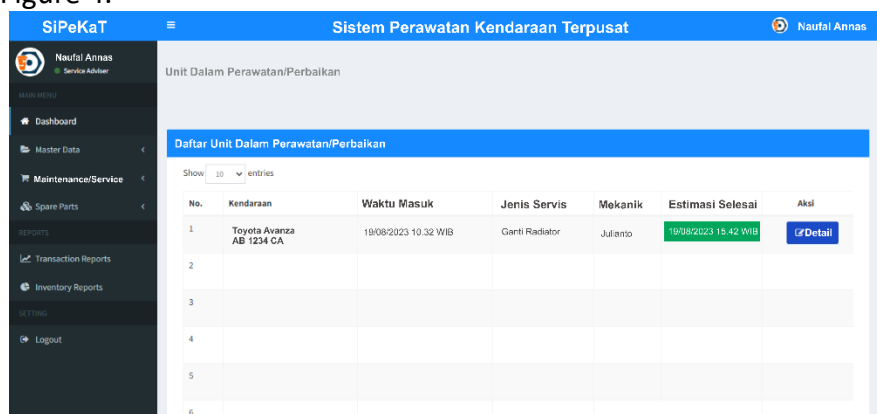 Figure 4.
SiPeKaT
Sistem Perawatan Kendaraan Terpusat
Naufal Annas
Naufal Annas
Service Adviser
MAIN MENU
Dashboard
Master Data
Maintenance/Service
Spare Parts
REPORTS
Transaction Reports
Inventory Reports
SETTING
Logout
Unit Dalam Perawatan/Perbaikan
Daftar Unit Dalam Perawatan/Perbaikan
Show 10 entries
No. Kendaraan Waktu Masuk Jenis Servis Mekanik Estimasi Selesai Aksi
1 Toyota Avanza 19/08/2023 10.32 WIB Ganti Radiator Julianto 19/08/2023 15.42 WIB Detail
AB 1234 CA
2
3
4
5
6